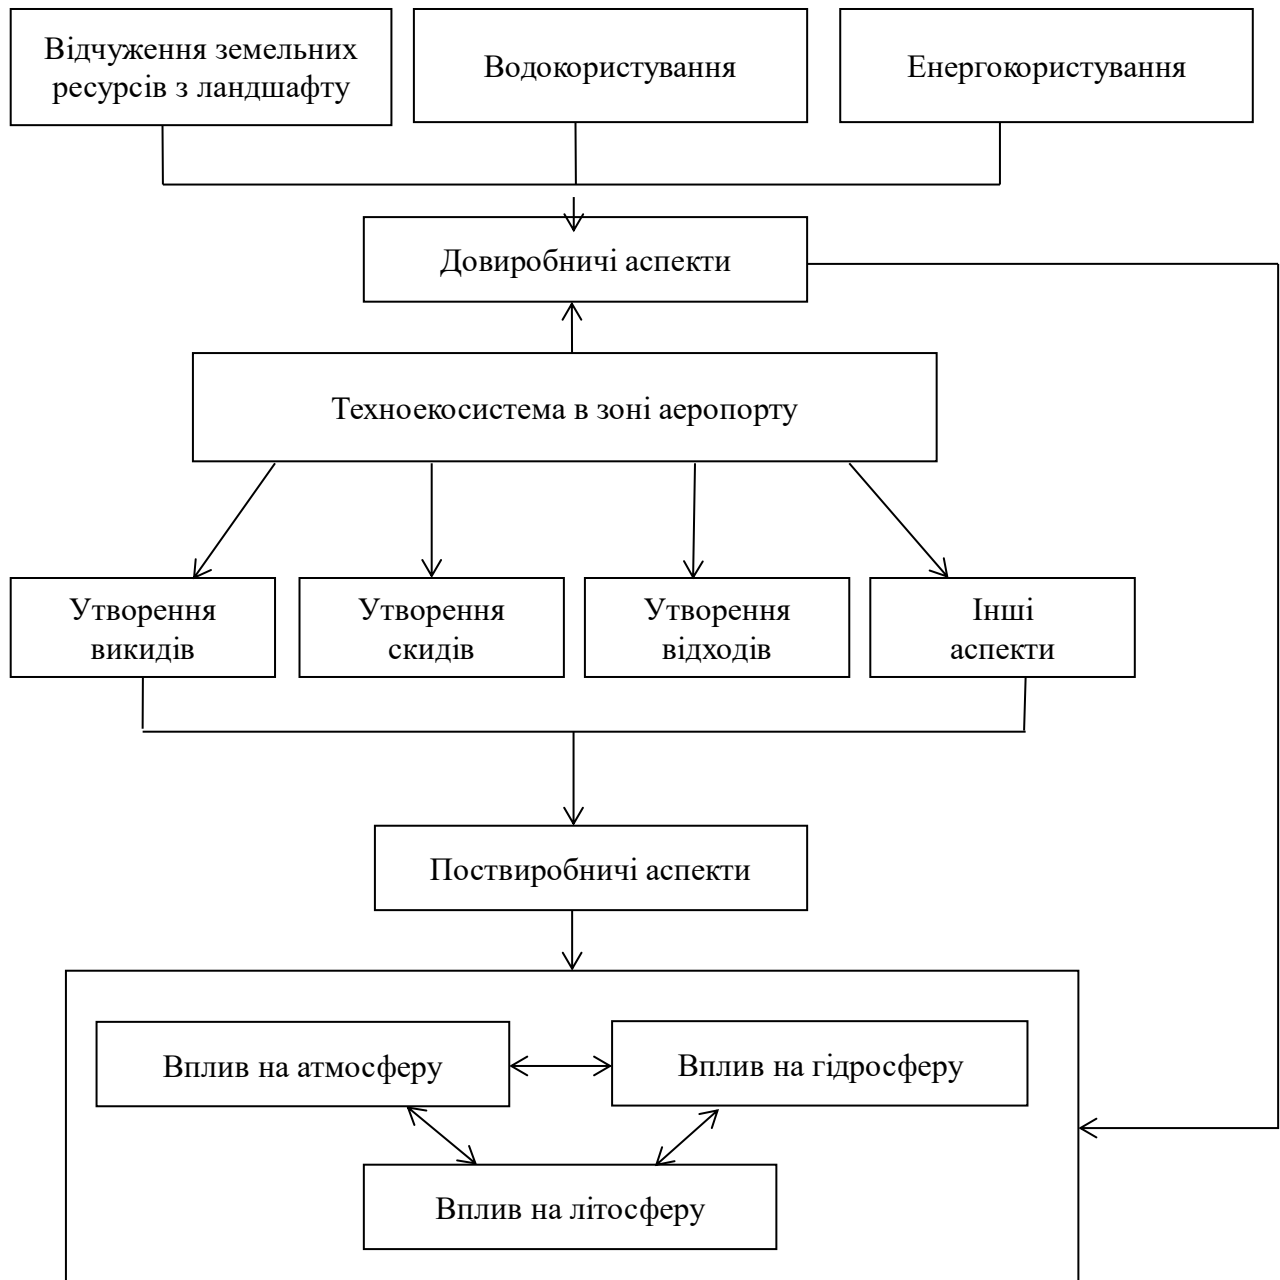 Відчуження земельних
ресурсів з ландшафту
Водокористування
Енергокористування
Довиробничі аспекти
Техноекосистема в зоні аеропорту
Утворення
викидів
Утворення
скидів
Утворення
відходів
Інші
аспекти
Поствиробничі аспекти
Вплив на атмосферу
Вплив на гідросферу
Вплив на літосферу